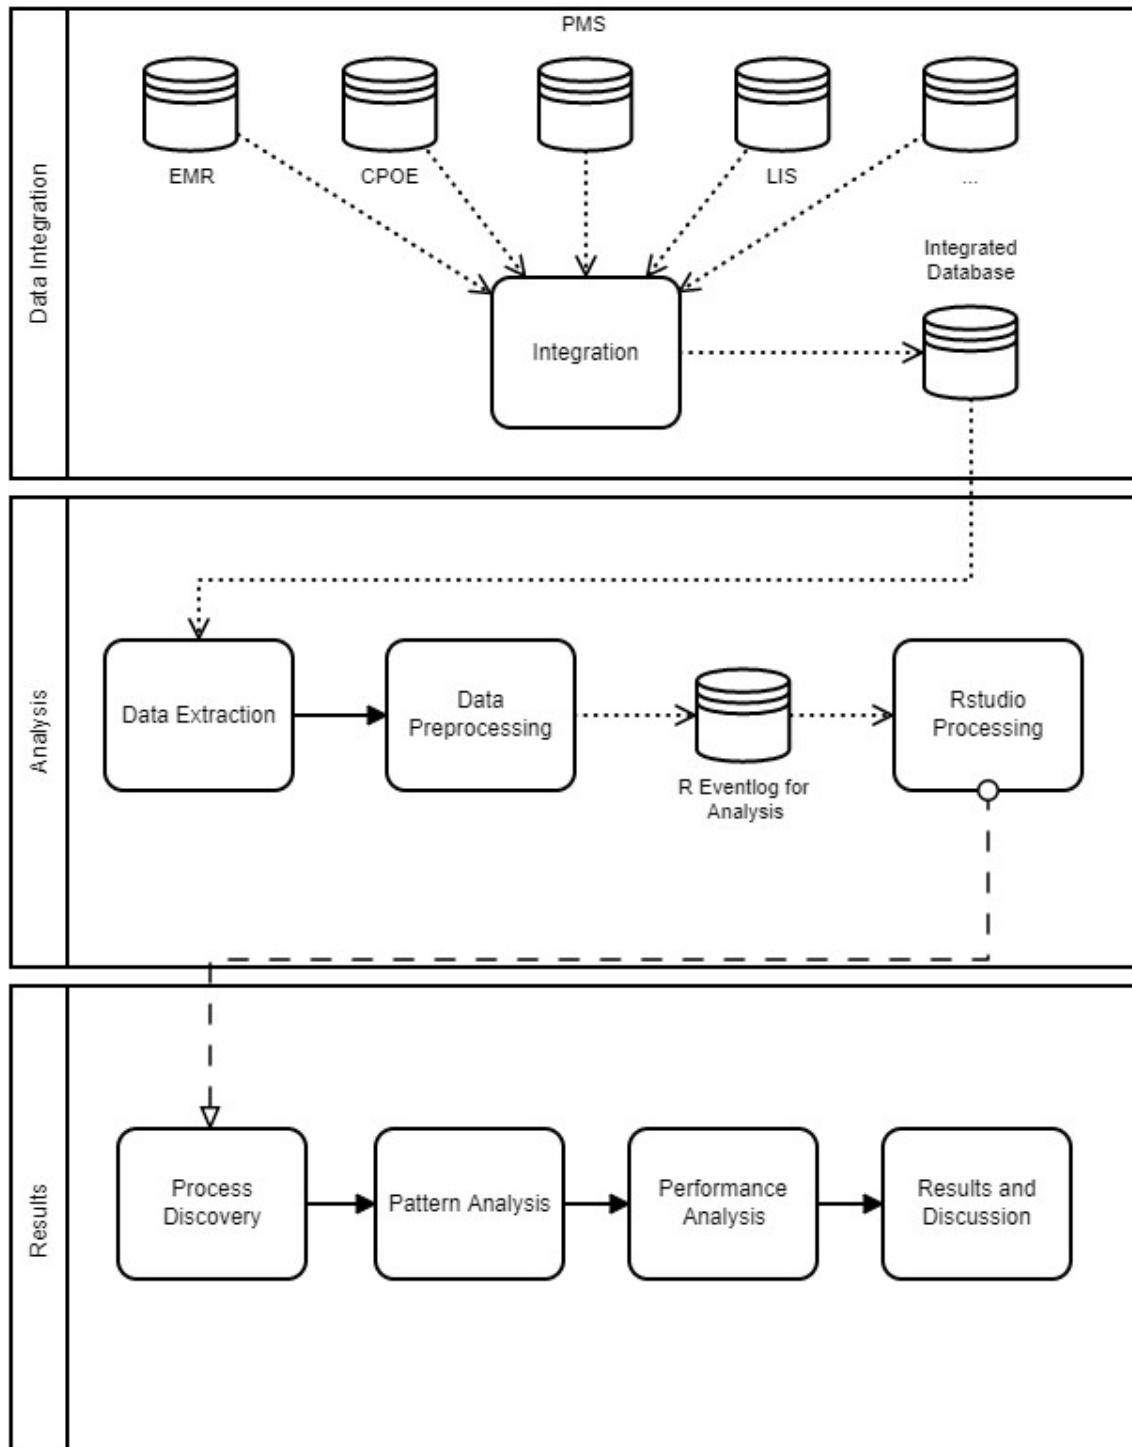 PMS
EMR
CPOE
LIS
...
Data Integration
Integrated
Database
Integration
Analysis
Data Extraction
Data
Preprocessing
R Eventlog for
Analysis
Rstudio
Processing
Results
Process
Discovery
Pattern Analysis
Performance
Analysis
Results and
Discussion